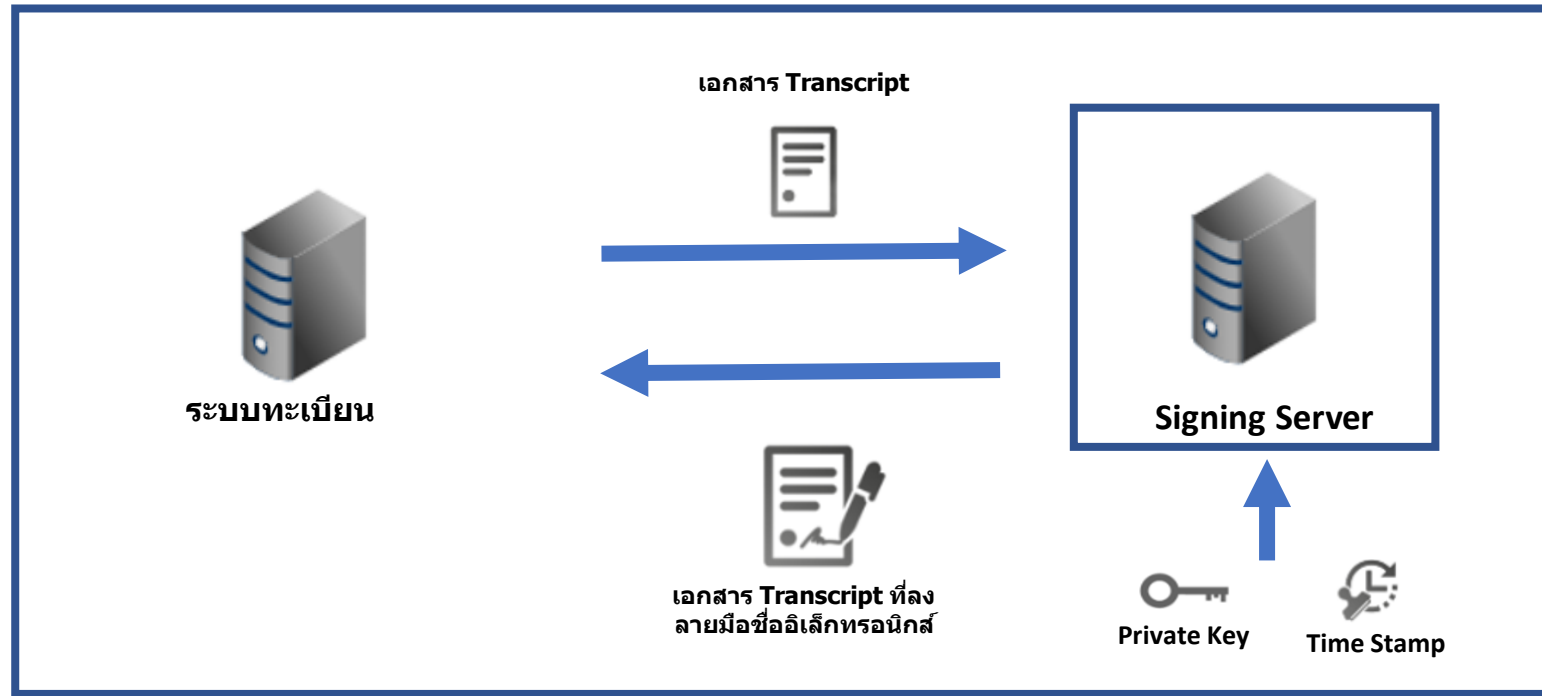 เอกสาร Transcript
ระบบทะเบียน
Signing Server
เอกสาร Transcript ที่ลง
ลายมือชื่ออิเล็กทรอนิกส์
Private Key
Time Stamp